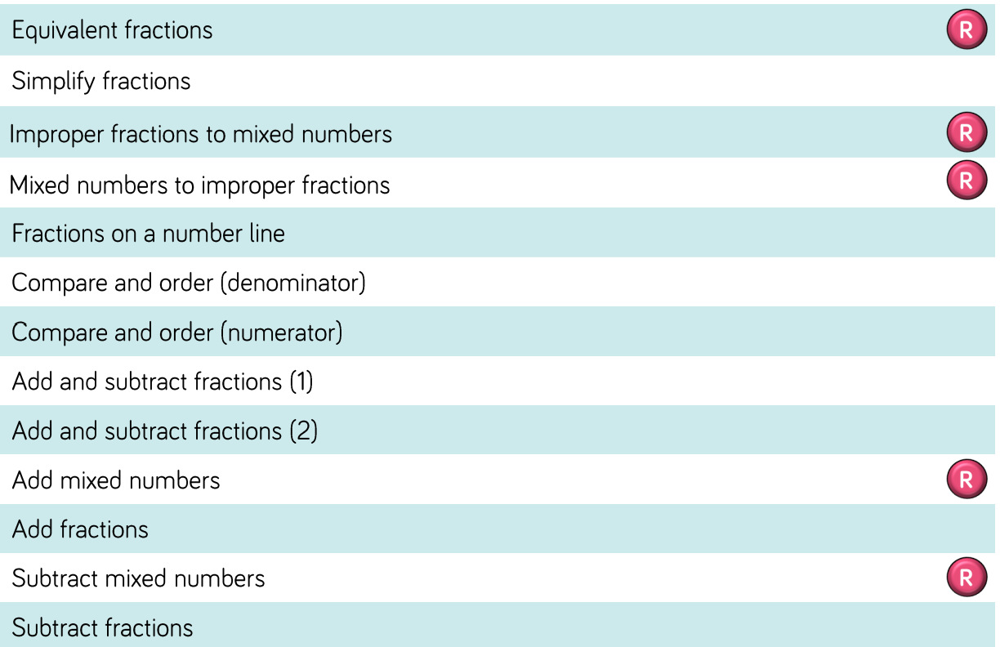 Equivalent fractions R
Simplify fractions
Improper fractions to mixed numbers R
Mixed numbers to improper fractions R
Fractions on a number line
Compare and order (denominator)
Compare and order (numerator)
Add and subtract fractions (1)
Add and subtract fractions (2)
Add mixed numbers R
Add fractions
Subtract mixed numbers R
Subtract fractions